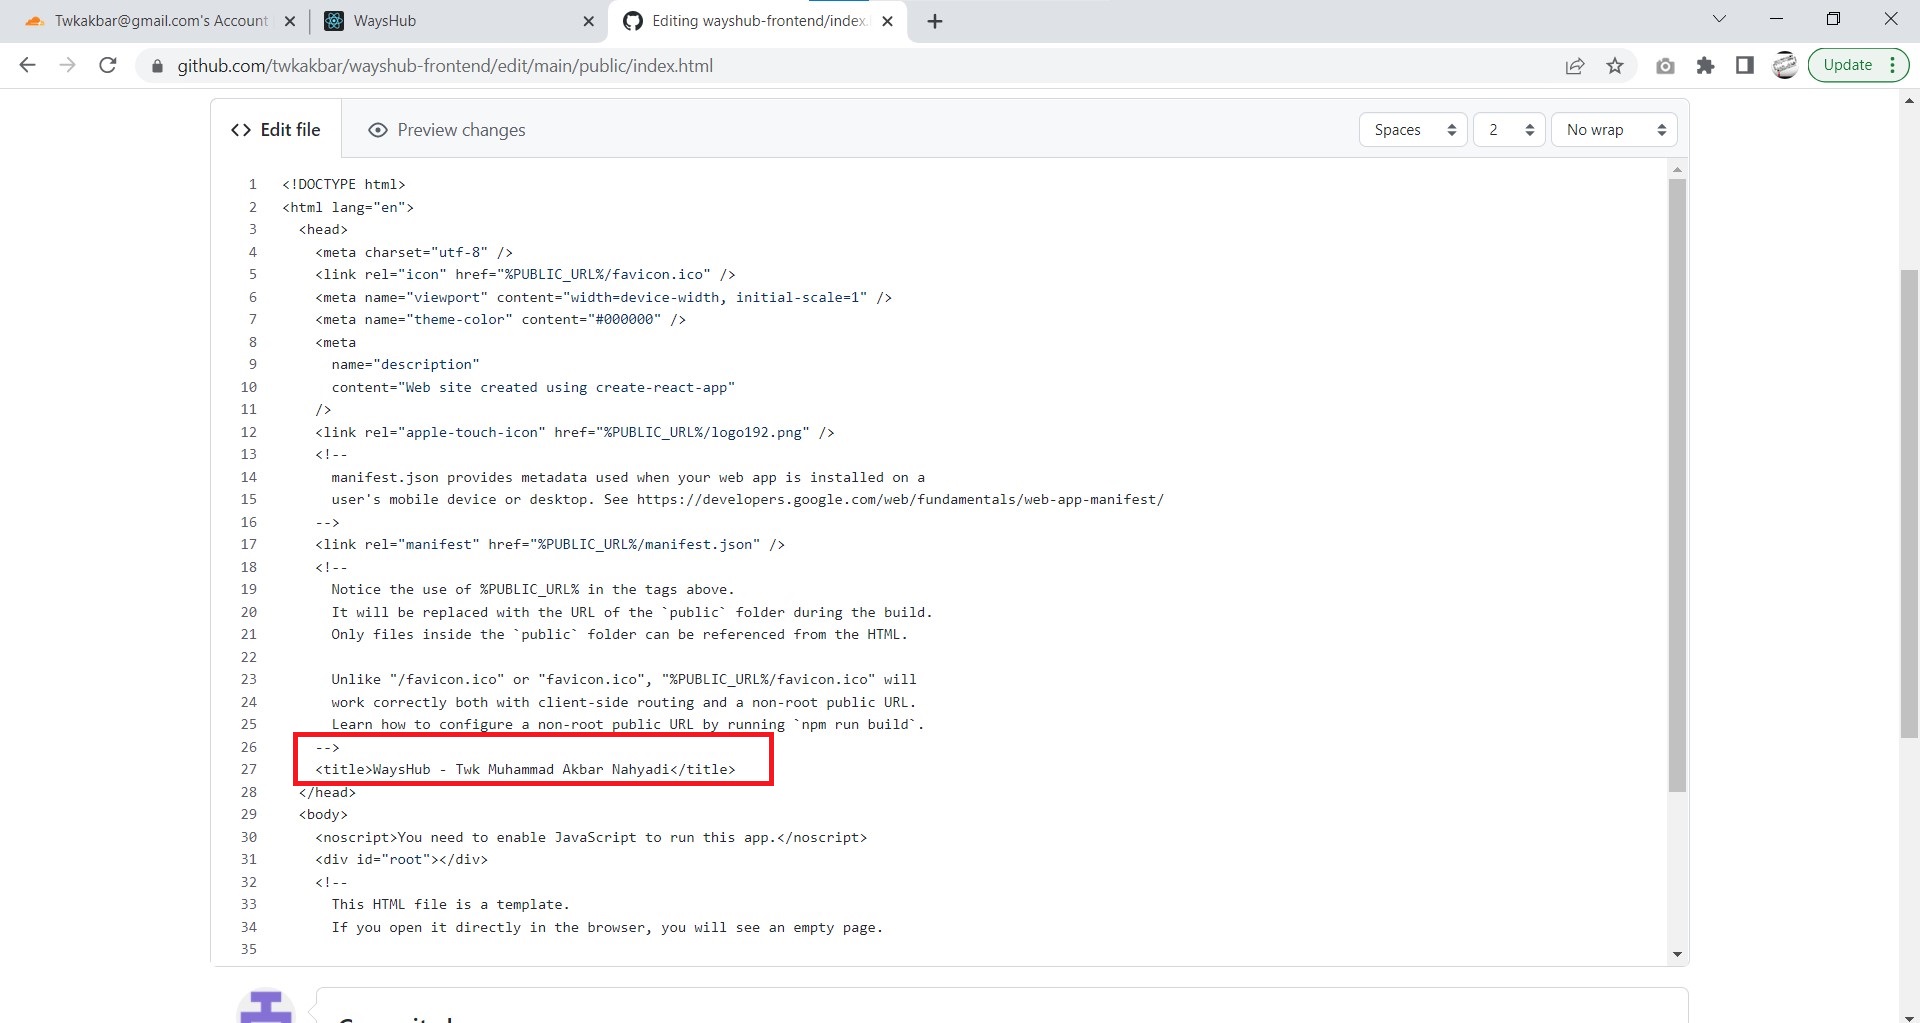 Twkakbar@gmail.com's Account
WaysHub
Editing wayshub-frontend/index.
github.com/twkakbar/wayshub-frontend/edit/main/public/index.html
Update
Edit file
Preview changes
Spaces
2
No wrap
1 <!DOCTYPE html>
2 <html lang="en">
3 <head>
4 <meta charset="utf-8" />
5 <link rel="icon" href="%PUBLIC_URL%/favicon.ico" />
6 <meta name="viewport" content="width=device-width, initial-scale=1" />
7 <meta name="theme-color" content="#000000" />
8 <meta
9 name="description"
10 content="Web site created using create-react-app"
11 />
12 <link rel="apple-touch-icon" href="%PUBLIC_URL%/logo192.png" />
13 <!--
14 manifest.json provides metadata used when your web app is installed on a
15 user's mobile device or desktop. See https://developers.google.com/web/fundamentals/web-app-manifest/
16 -->
17 <link rel="manifest" href="%PUBLIC_URL%/manifest.json" />
18 <!--
19 Notice the use of %PUBLIC_URL% in the tags above.
20 It will be replaced with the URL of the `public` folder during the build.
21 Only files inside the `public` folder can be referenced from the HTML.
22
23 Unlike "/favicon.ico" or "favicon.ico", "%PUBLIC_URL%/favicon.ico" will
24 work correctly both with client-side routing and a non-root public URL.
25 Learn how to configure a non-root public URL by running `npm run build`.
26 -->
27 <title>WaysHub - Twk Muhammad Akbar Nahyadi</title>
28 </head>
29 <body>
30 <noscript>You need to enable JavaScript to run this app.</noscript>
31 <div id="root"></div>
32 <!--
33 This HTML file is a template.
34 If you open it directly in the browser, you will see an empty page.
35